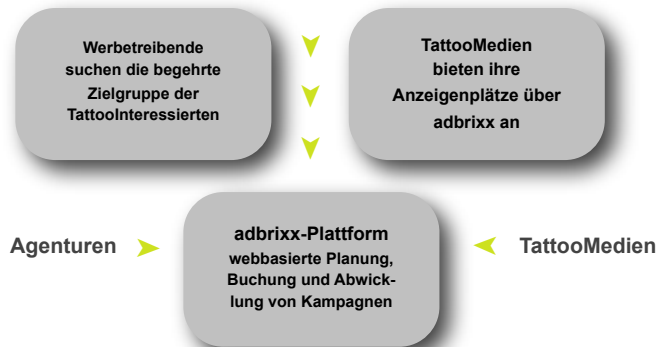 Werbetreibende
suchen die begehrte
Zielgruppe der
TattooInteressierten
TattooMedien
bieten ihre
Anzeigenplätze über
adbrixx an
adbrixx-Plattform
webbasierte Planung,
Buchung und Abwick-
lung von Kampagnen
Agenturen
TattooMedien